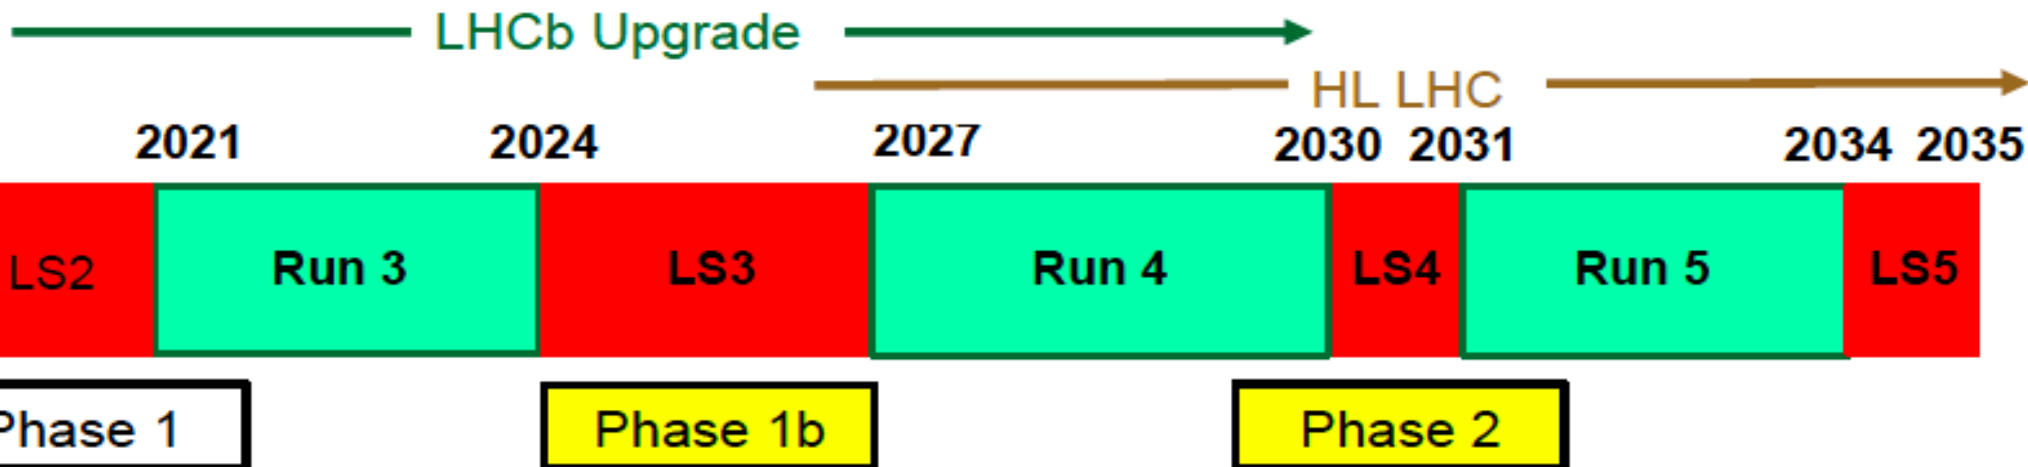 LHCb Upgrade
HL LHC
2021 2024 2027 2030 2031 2034 2035
LS2 Run 3 LS3 Run 4 LS4 Run 5 LS5
Phase 1 Phase 1b Phase 2